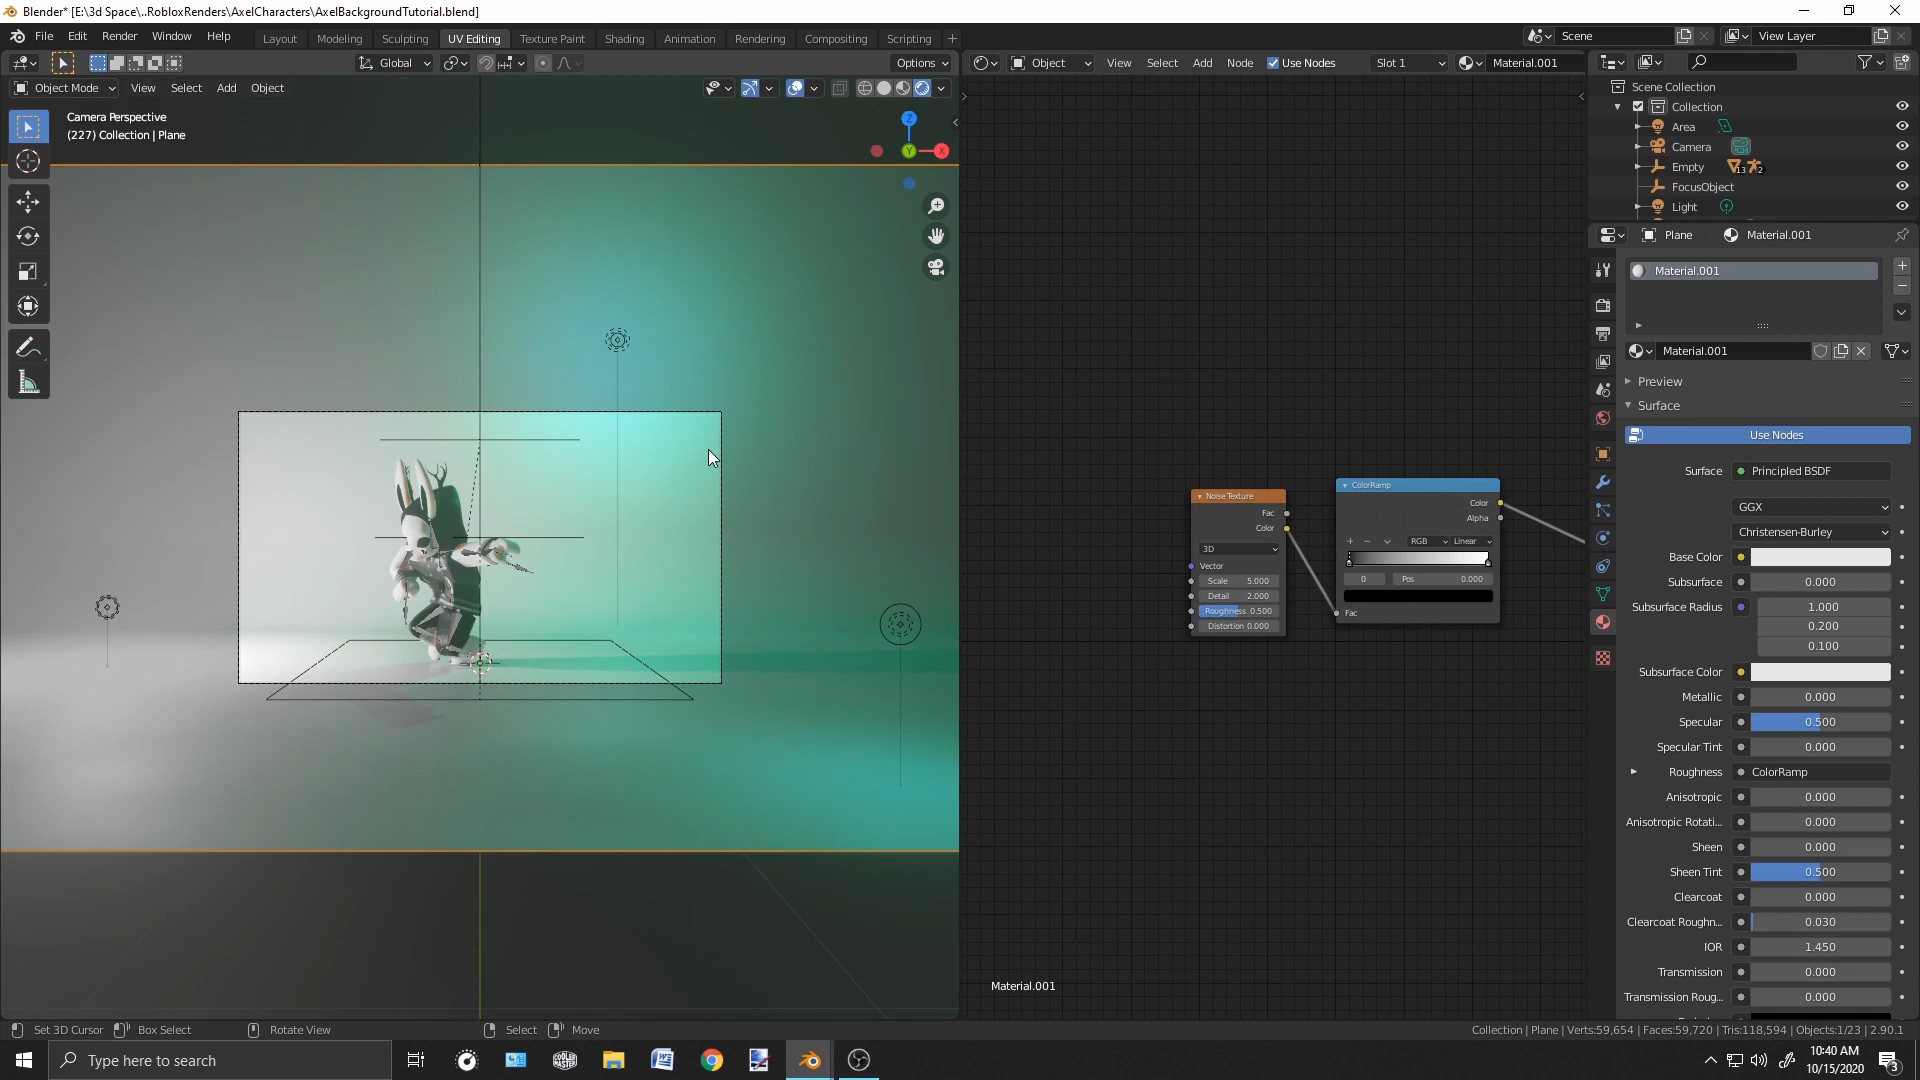 Blender* [E:\3d Space\..RobloxRenders\AxelCharacters\AxelBackgroundTutorial.blend]
File Edit Render Window Help
Layout Modeling Sculpting UV Editing Texture Paint Shading Animation Rendering Compositing Scripting
Scene
View Layer
Global
Options
Object
View Select Add Node Use Nodes
Slot 1
Material.001
Object Mode
View Select Add Object
Camera Perspective
(227) Collection | Plane
Z
Y
X
Scene Collection
Collection
Area
Camera
Empty
13
2
FocusObject
Light
Plane
Material.001
Material.001
Material.001
Preview
Surface
Use Nodes
Surface
Principled BSDF
GGX
Christensen-Burley
Base Color
Subsurface
0.000
Subsurface Radius
1.000
0.200
0.100
Subsurface Color
Metallic
0.000
Specular
0.500
Specular Tint
0.000
Roughness
ColorRamp
Anisotropic
0.000
Anisotropic Rotati...
0.000
Sheen
0.000
Sheen Tint
0.500
Clearcoat
0.000
Clearcoat Roughn...
0.030
IOR
1.450
Transmission
0.000
Transmission Roug...
0.000
Noise Texture
Fac
Color
3D
Vector
Scale 5.000
Detail 2.000
Roughness 0.500
Distortion 0.000
ColorRamp
Color
Alpha
RGB
Linear
0
Pos 0.000
Fac
Material.001
Set 3D Cursor
Box Select
Rotate View
Select
Move
Collection | Plane | Verts:59,654 | Faces:59,720 | Tris:118,594 | Objects:1/23 | 2.90.1
Type here to search
COOLER MASTER
10:40 AM
10/15/2020
3